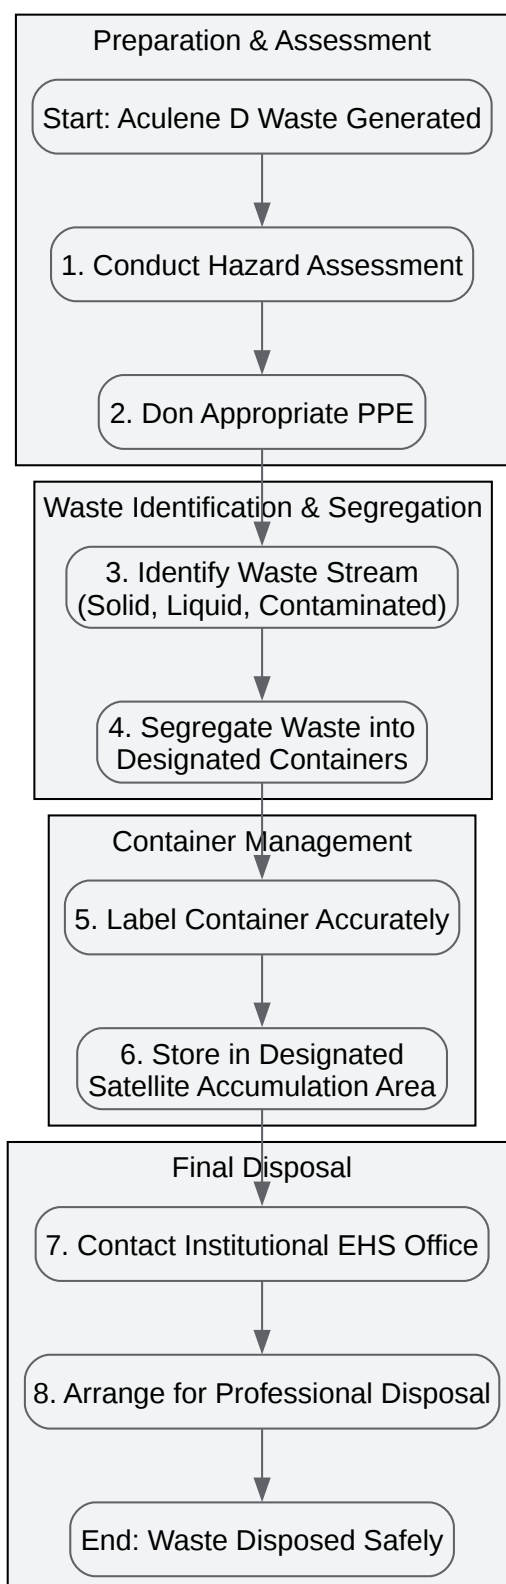 Preparation & Assessment
Start: Aculene D Waste Generated
1. Conduct Hazard Assessment
2. Don Appropriate PPE
Waste Identification & Segregation
3. Identify Waste Stream
(Solid, Liquid, Contaminated)
4. Segregate Waste into
Designated Containers
Container Management
5. Label Container Accurately
6. Store in Designated
Satellite Accumulation Area
Final Disposal
7. Contact Institutional EHS Office
8. Arrange for Professional Disposal
End: Waste Disposed Safely